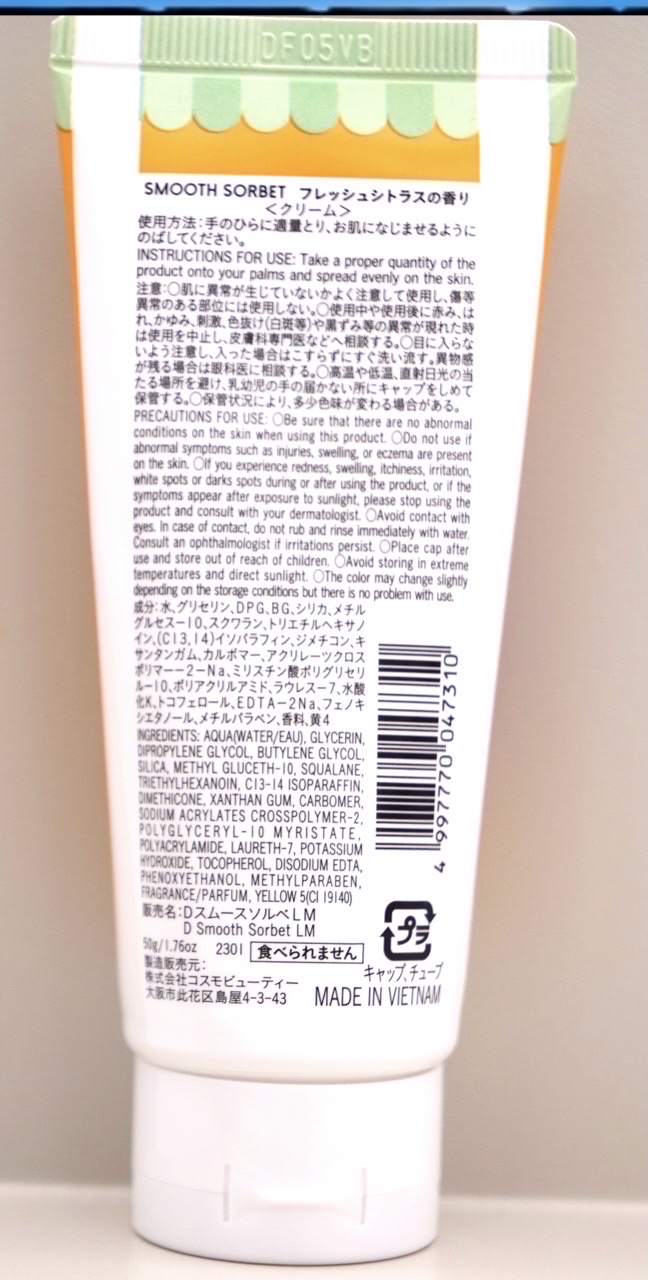 DF05VB
SMOOTH SORBET フレッシュシトラスの香り
＜クリーム＞
使用方法：手のひらに適量とり、お肌になじませるように
のばしてください。
INSTRUCTIONS FOR USE: Take a proper quantity of the
product onto your palms and spread evenly on the skin.
注意：○肌に異常が生じていないかよく注意して使用し、傷等
異常のある部位には使用しない。○使用中や使用後に赤み、は
れ、かゆみ、刺激、色抜け(白斑等)や黒ずみ等の異常が現れた時
は使用を中止し、皮膚科専門医などへ相談する。○目に入らな
いよう注意し、入った場合はこすらずにすぐ洗い流す。異物感
が残る場合は眼科医に相談する。○高温や低温、直射日光の当
たる場所を避け、乳幼児の手の届かない所にキャップをしめて
保管する。○保管状況により、多少色味が変わる場合がある。
PRECAUTIONS FOR USE: ○Be sure that there are no abnormal
conditions on the skin when using this product. ○Do not use if
abnormal symptoms such as injuries, swelling, or eczema are present
on the skin. ○If you experience redness, swelling, itchiness, irritation,
white spots or darks spots during or after using the product, or if the
symptoms appear after exposure to sunlight, please stop using the
product and consult with your dermatologist. ○Avoid contact with
eyes. In case of contact, do not rub and rinse immediately with water.
Consult an ophthalmologist if irritations persist. ○Place cap after
use and store out of reach of children. ○Avoid storing in extreme
temperatures and direct sunlight. ○The color may change slightly
depending on the storage conditions but there is no problem with use.
成分：水、グリセリン、DPG、BG、シリカ、メチル
グルセス－10、スクワラン、トリエチルヘキサノ
イン、(C13,14)イソパラフィン、ジメチコン、キ
サンタンガム、カルボマー、アクリレーツクロス
ポリマー－2－Na、ミリスチン酸ポリグリセリ
ル－10、ポリアクリルアミド、ラウレス－7、水酸
化K、トコフェロール、EDTA－2Na、フェノキ
シエタノール、メチルパラベン、香料、黄4
INGREDIENTS: AQUA(WATER/EAU), GLYCERIN,
DIPROPYLENE GLYCOL, BUTYLENE GLYCOL,
SILICA, METHYL GLUCETH-10, SQUALANE,
TRIETHYLHEXANOIN, C13-14 ISOPARAFFIN,
DIMETHICONE, XANTHAN GUM, CARBOMER,
SODIUM ACRYLATES CROSSPOLYMER-2,
POLYGLYCERYL-10 MYRISTATE,
POLYACRYLAMIDE, LAURETH-7, POTASSIUM
HYDROXIDE, TOCOPHEROL, DISODIUM EDTA,
PHENOXYETHANOL, METHYLPARABEN,
FRAGRANCE/PARFUM, YELLOW 5(CI 19140)
4 997770 047310
販売名：DスムースソルベLM
D Smooth Sorbet LM
50g/1.76oz 2301 食べられません
製造販売元：
株式会社コスモビューティー
大阪市此花区島屋4-3-43
プラ
キャップ、チューブ
MADE IN VIETNAM